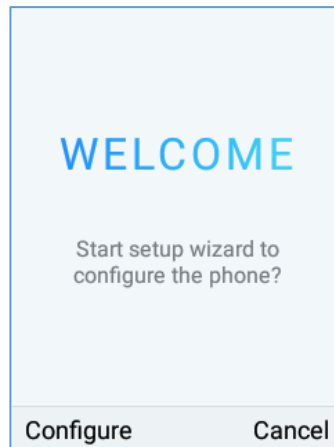 WELCOME
Start setup wizard to
configure the phone?
Configure Cancel